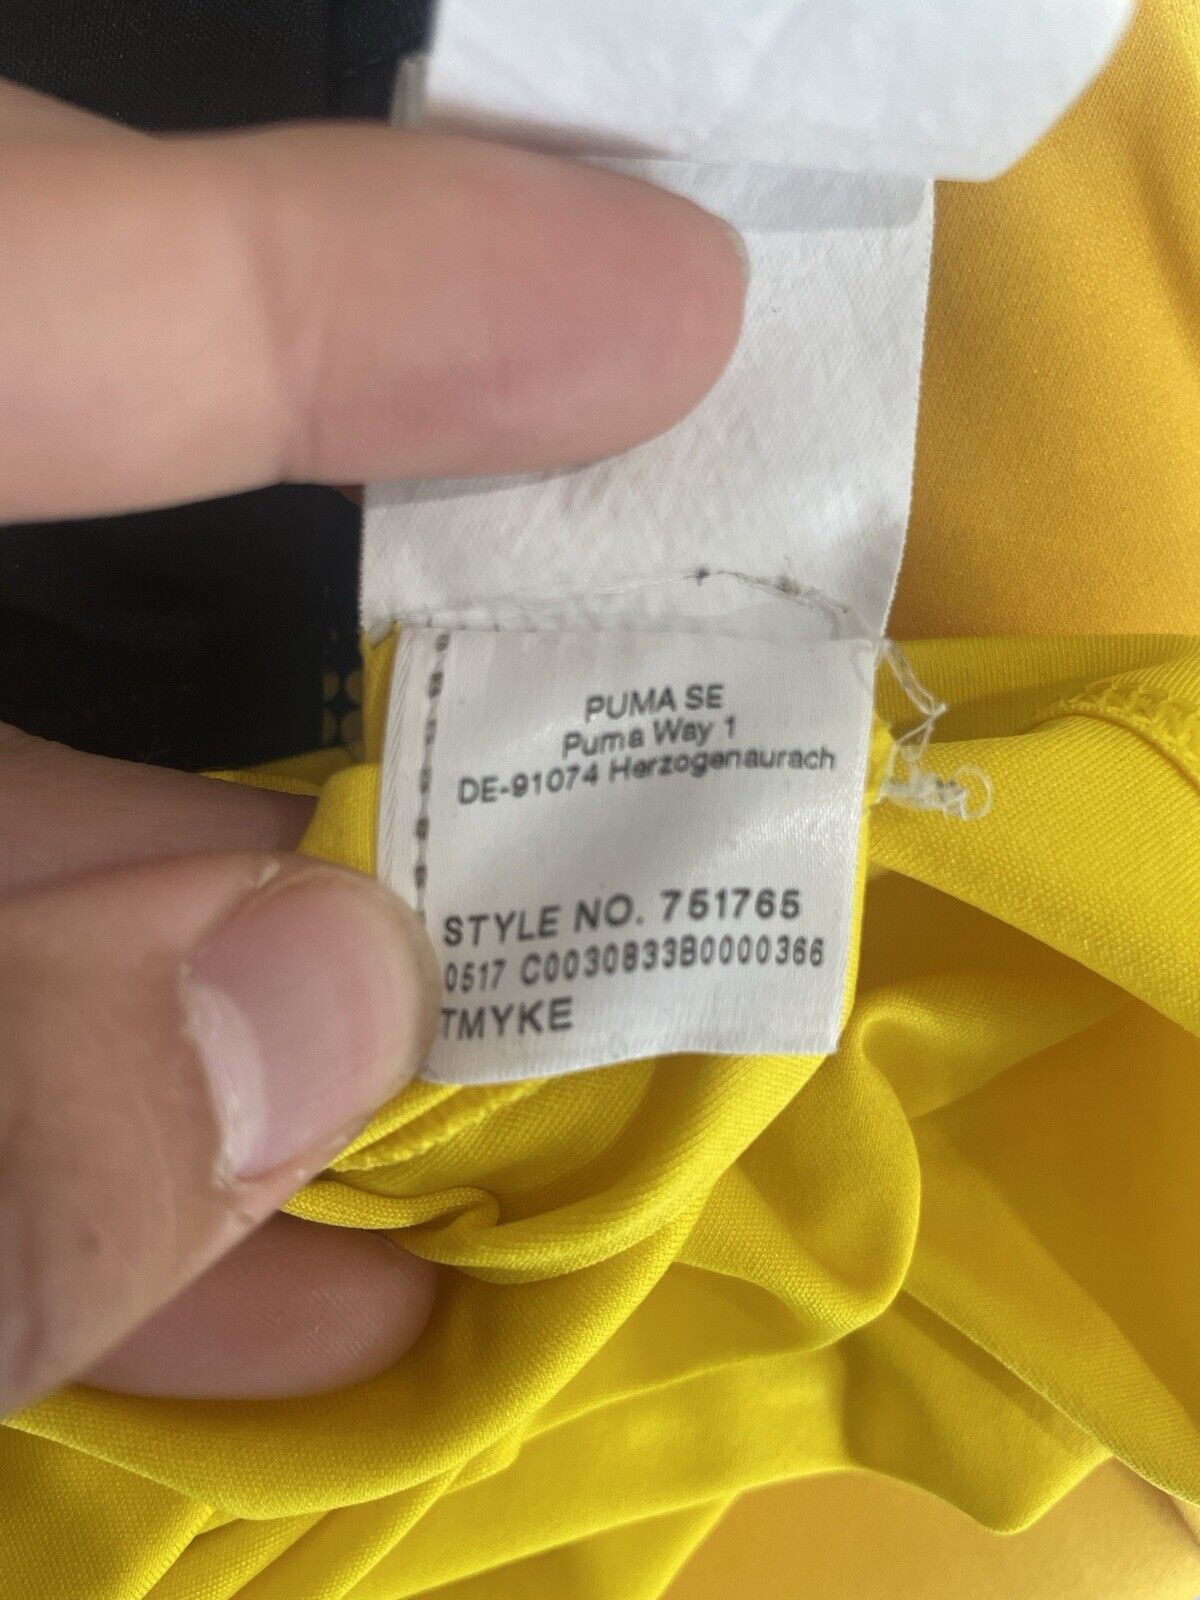 PUMA SE
Puma Way 1
DE-91074 Herzogenaurach
STYLE NO. 751765
0517 C0030833B0000366
TMYKE